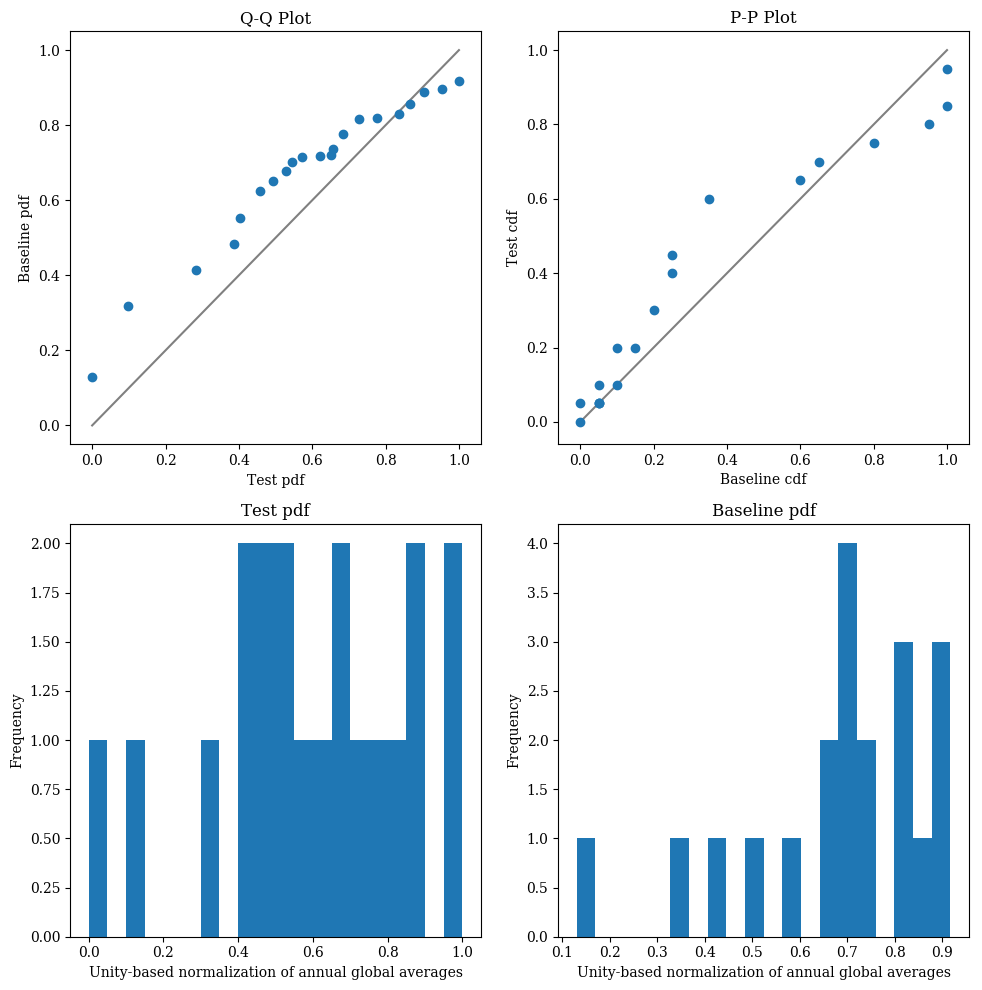 Q-Q Plot
1.0
0.8
0.6
0.4
0.2
0.0
Baseline pdf
0.0 0.2 0.4 0.6 0.8 1.0
Test pdf
P-P Plot
1.0
0.8
0.6
0.4
0.2
0.0
Test cdf
0.0 0.2 0.4 0.6 0.8 1.0
Baseline cdf
Test pdf
2.00
1.75
1.50
1.25
1.00
0.75
0.50
0.25
0.00
Frequency
0.0 0.2 0.4 0.6 0.8 1.0
Unity-based normalization of annual global averages
Baseline pdf
4.0
3.5
3.0
2.5
2.0
1.5
1.0
0.5
0.0
Frequency
0.1 0.2 0.3 0.4 0.5 0.6 0.7 0.8 0.9
Unity-based normalization of annual global averages